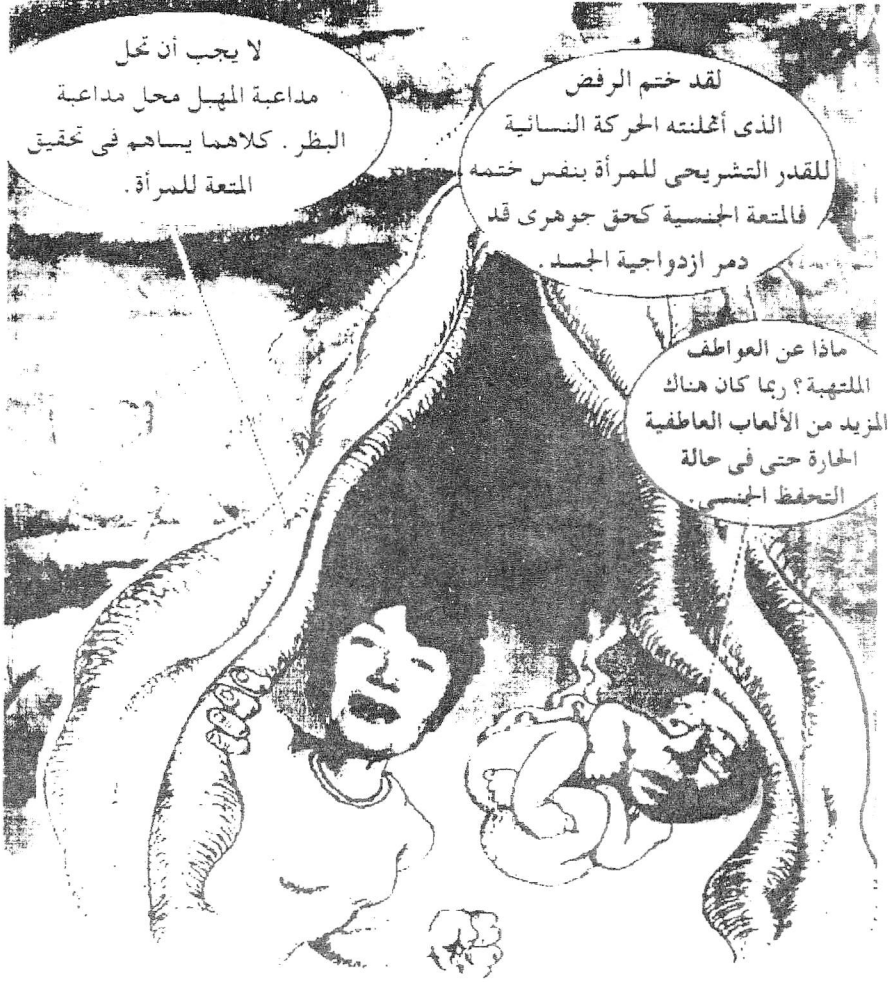 لقد ختم الرفض
الذى أعلنته الحركة النسائية
للقدر التشريحى للمرأة بنفس ختمه
فالمتعة الجنسية كحق جوهرى قد
دمر ازدواجية الجسد.
لا يجب أن تحل
مداعبة المهبل محل مداعبة
البظر. كلاهما يساهم فى تحقيق
المتعة للمرأة.
ماذا عن العواطف
الملتهبة؟ ربما كان هناك
المزيد من الألعاب العاطفية
الحارة حتى فى حالة
التحفظ الجنسى.